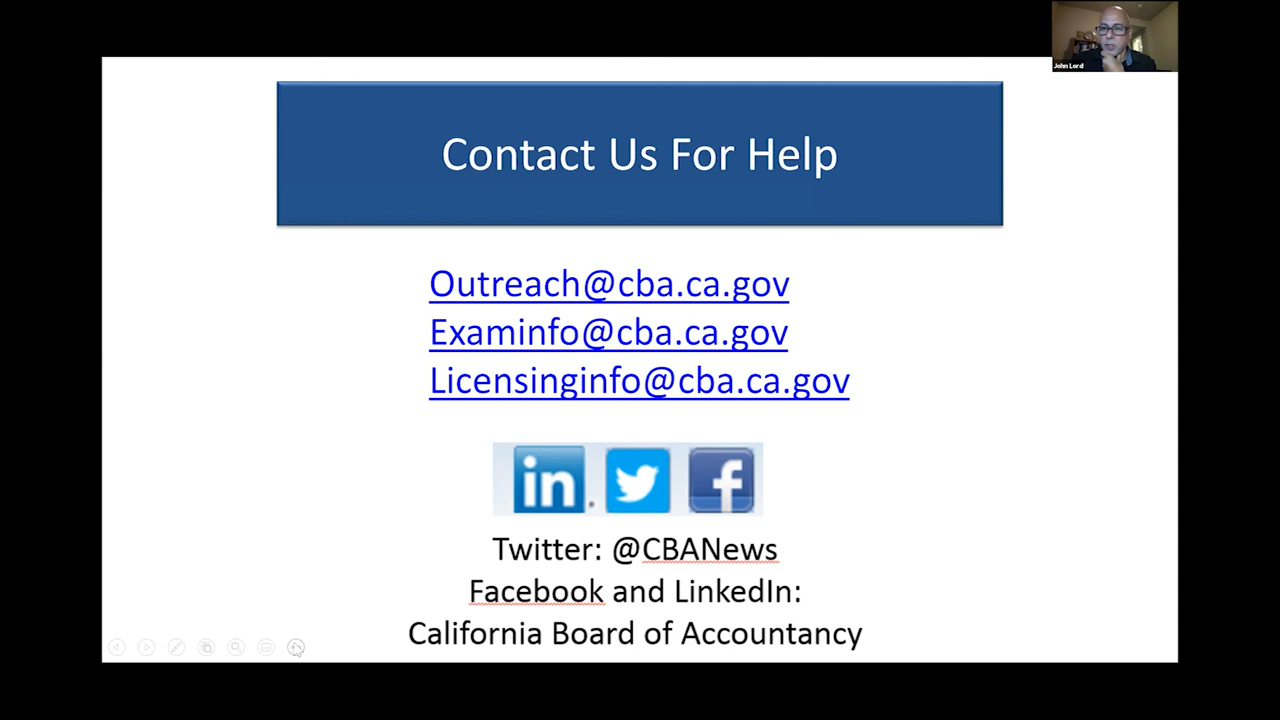 John Lord
Contact Us For Help
Outreach@cba.ca.gov
Examinfo@cba.ca.gov
Licensinginfo@cba.ca.gov
in
f
Twitter: @CBANews
Facebook and LinkedIn:
California Board of Accountancy